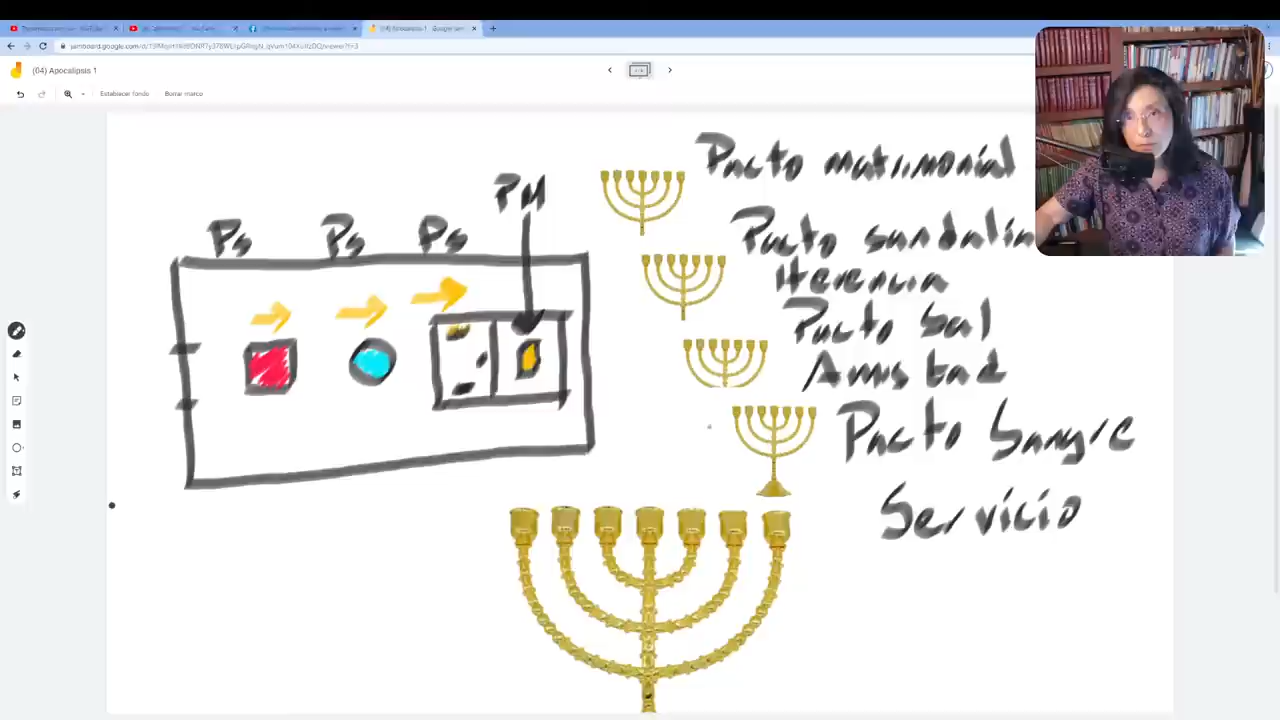 (04) Apocalipsis 1
Establecer fondo
Borrar marco
PM
Ps Ps Ps
Pacto matrimonial
Pacto sandalia
Herencia
Pacto Sal
Amistad
Pacto Sangre
Servicio